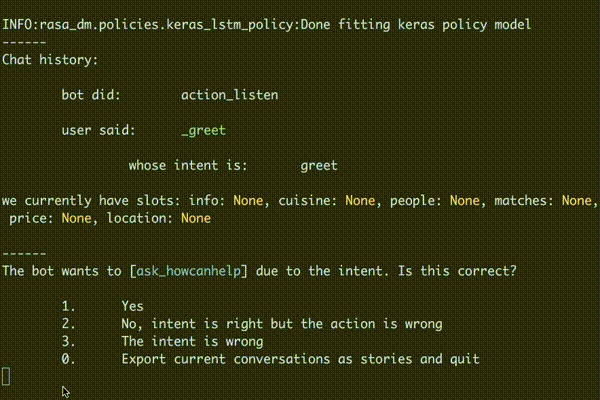 INFO:rasa_dm.policies.keras_lstm_policy:Done fitting keras policy model
------
Chat history:
bot did: action_listen
user said: _greet
whose intent is: greet
we currently have slots: info: None, cuisine: None, people: None, matches: None,
price: None, location: None
------
The bot wants to [ask_howcanhelp] due to the intent. Is this correct?
1. Yes
2. No, intent is right but the action is wrong
3. The intent is wrong
0. Export current conversations as stories and quit